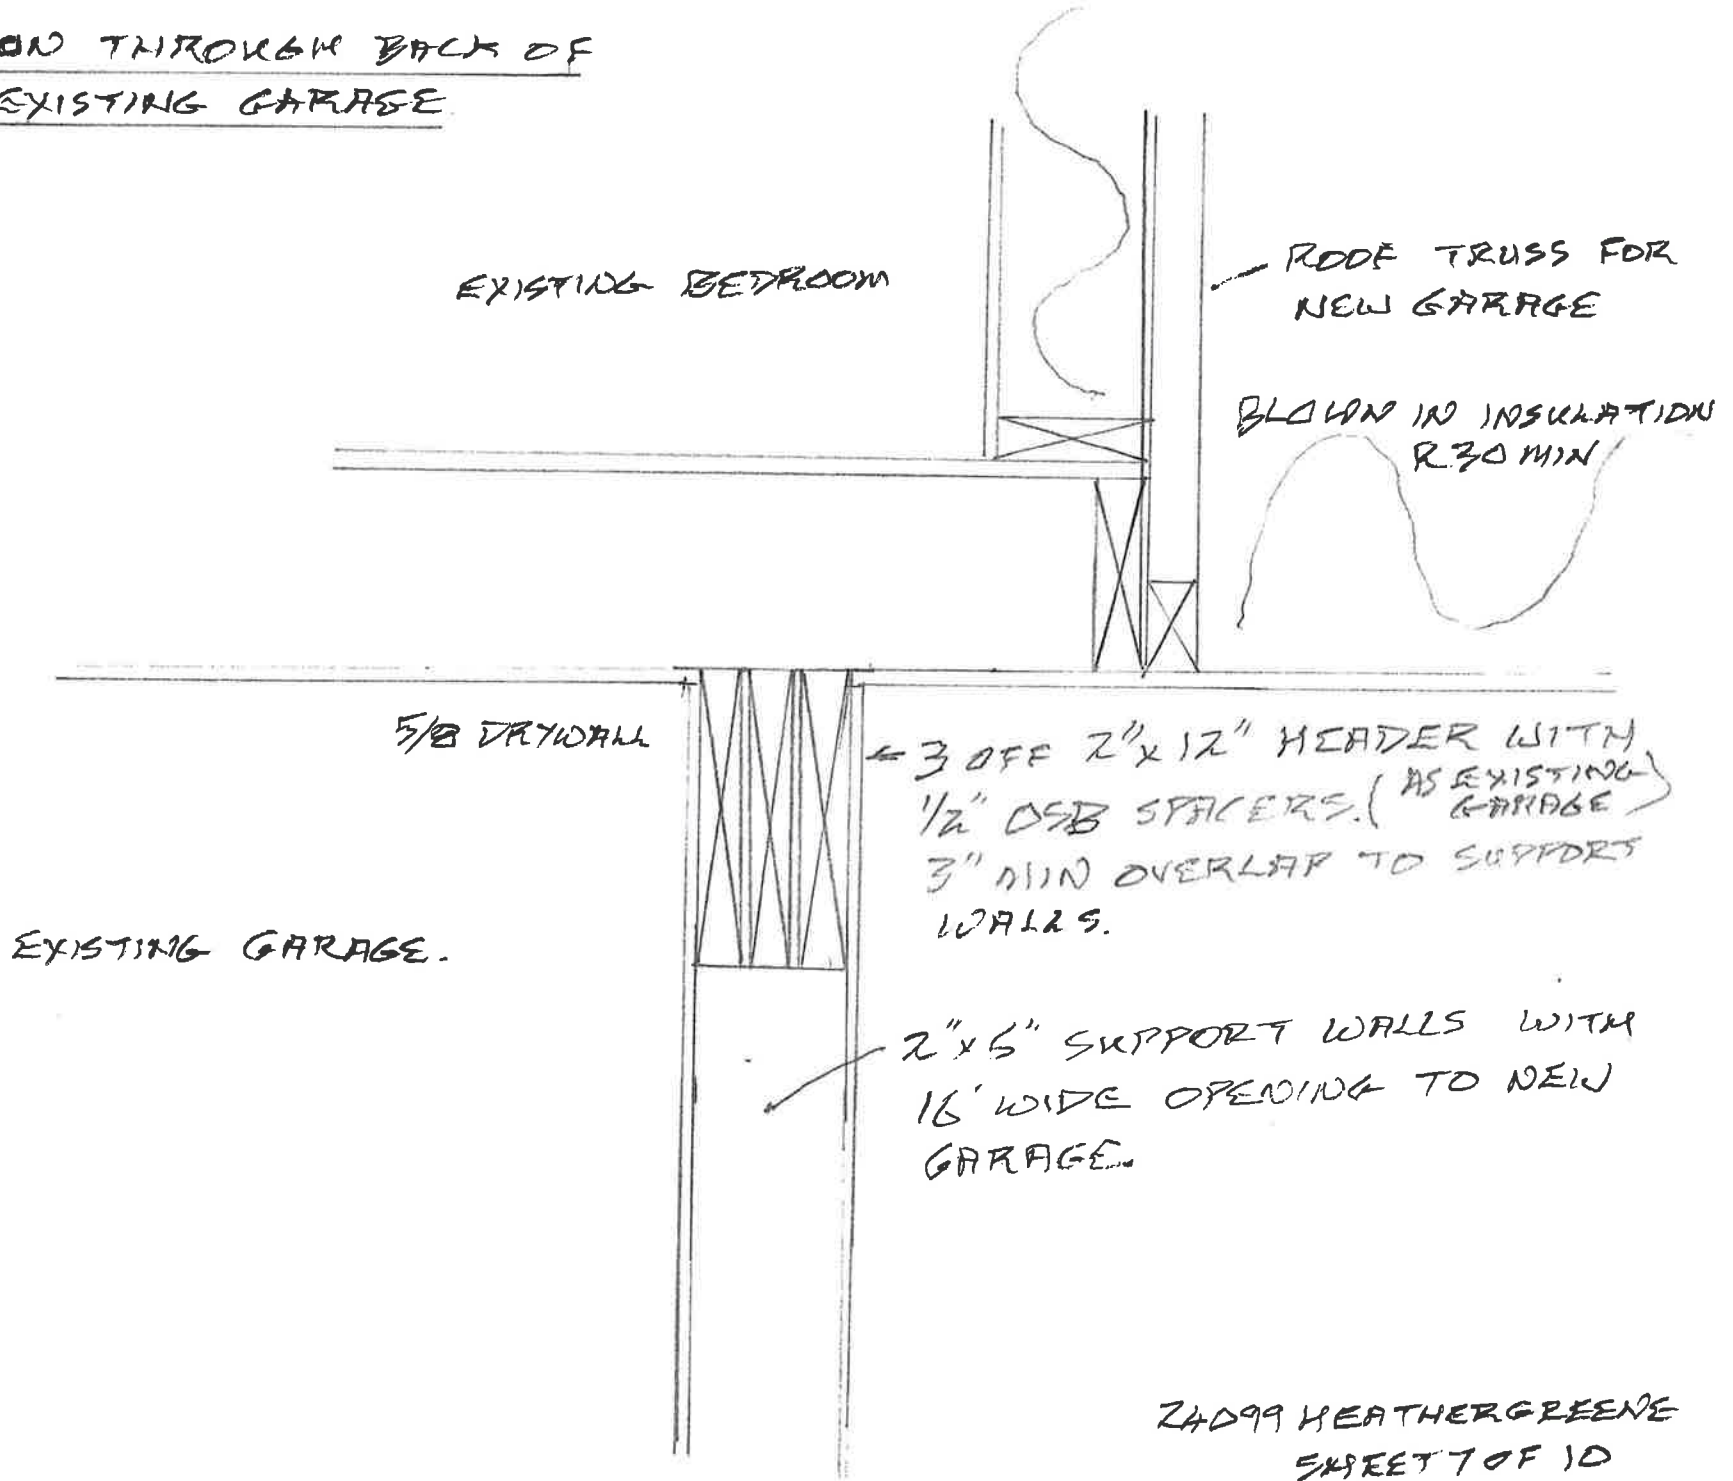 ON THROUGH BACK OF
EXISTING GARAGE
EXISTING BEDROOM
ROOF TRUSS FOR
NEW GARAGE
BLOWN IN INSULATION
R30 MIN
5/8 DRYWALL
3 OFF 2"x12" HEADER WITH
1/2" OSB SPACERS. (AS EXISTING
GARAGE)
3" MIN OVERLAP TO SUPPORT
WALLS.
EXISTING GARAGE.
2"x6" SUPPORT WALLS WITH
16' WIDE OPENING TO NEW
GARAGE.
24099 HEATHERGREENE
SHEET 7 OF 10